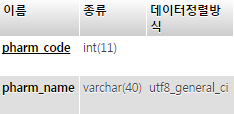 이름 종류 데이터정렬방식
pharm_code int(11)
pharm_name varchar(40) utf8_general_ci